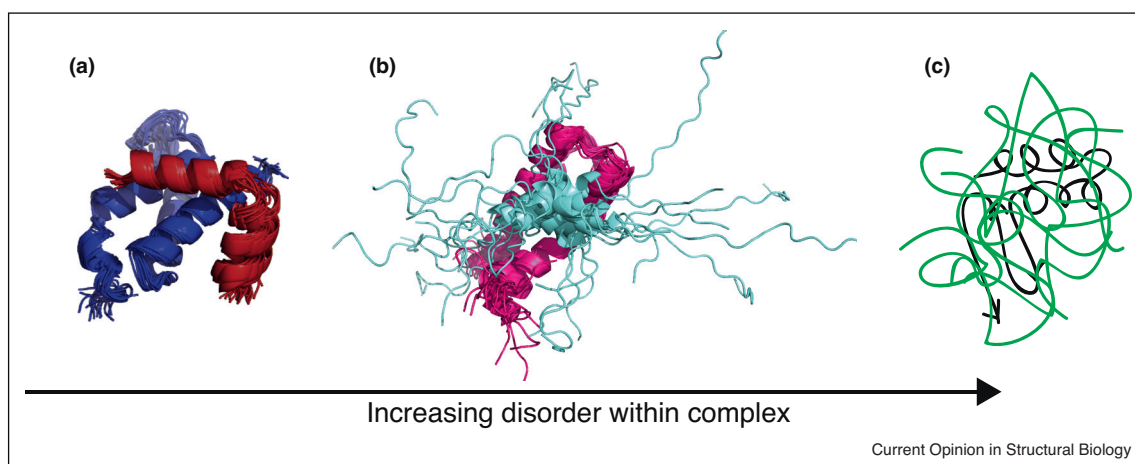 (a)
(b)
(c)
Increasing disorder within complex
Current Opinion in Structural Biology